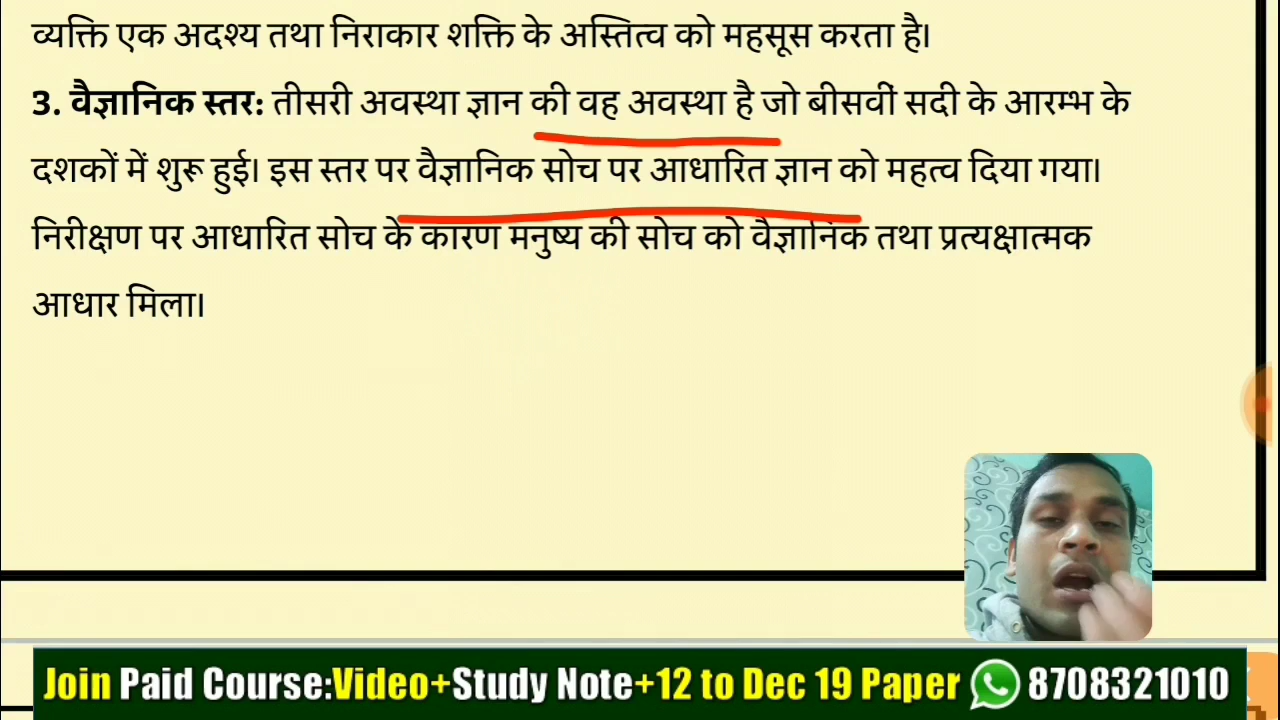 व्यक्ति एक अदश्य तथा निराकार शक्ति के अस्तित्व को महसूस करता है।
3. वैज्ञानिक स्तर: तीसरी अवस्था ज्ञान की वह अवस्था है जो बीसवीं सदी के आरम्भ के
दशकों में शुरू हुई। इस स्तर पर वैज्ञानिक सोच पर आधारित ज्ञान को महत्व दिया गया।
निरीक्षण पर आधारित सोच के कारण मनुष्य की सोच को वैज्ञानिक तथा प्रत्यक्षात्मक
आधार मिला।
Join Paid Course:Video+Study Note+12 to Dec 19 Paper 8708321010